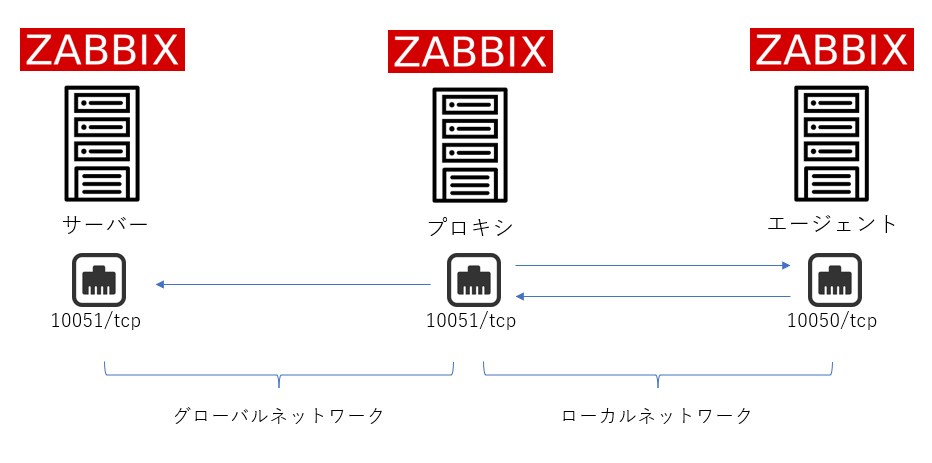 ZABBIX
ZABBIX
ZABBIX
サーバー
プロキシ
エージェント
10051/tcp
10051/tcp
10050/tcp
グローバルネットワーク
ローカルネットワーク